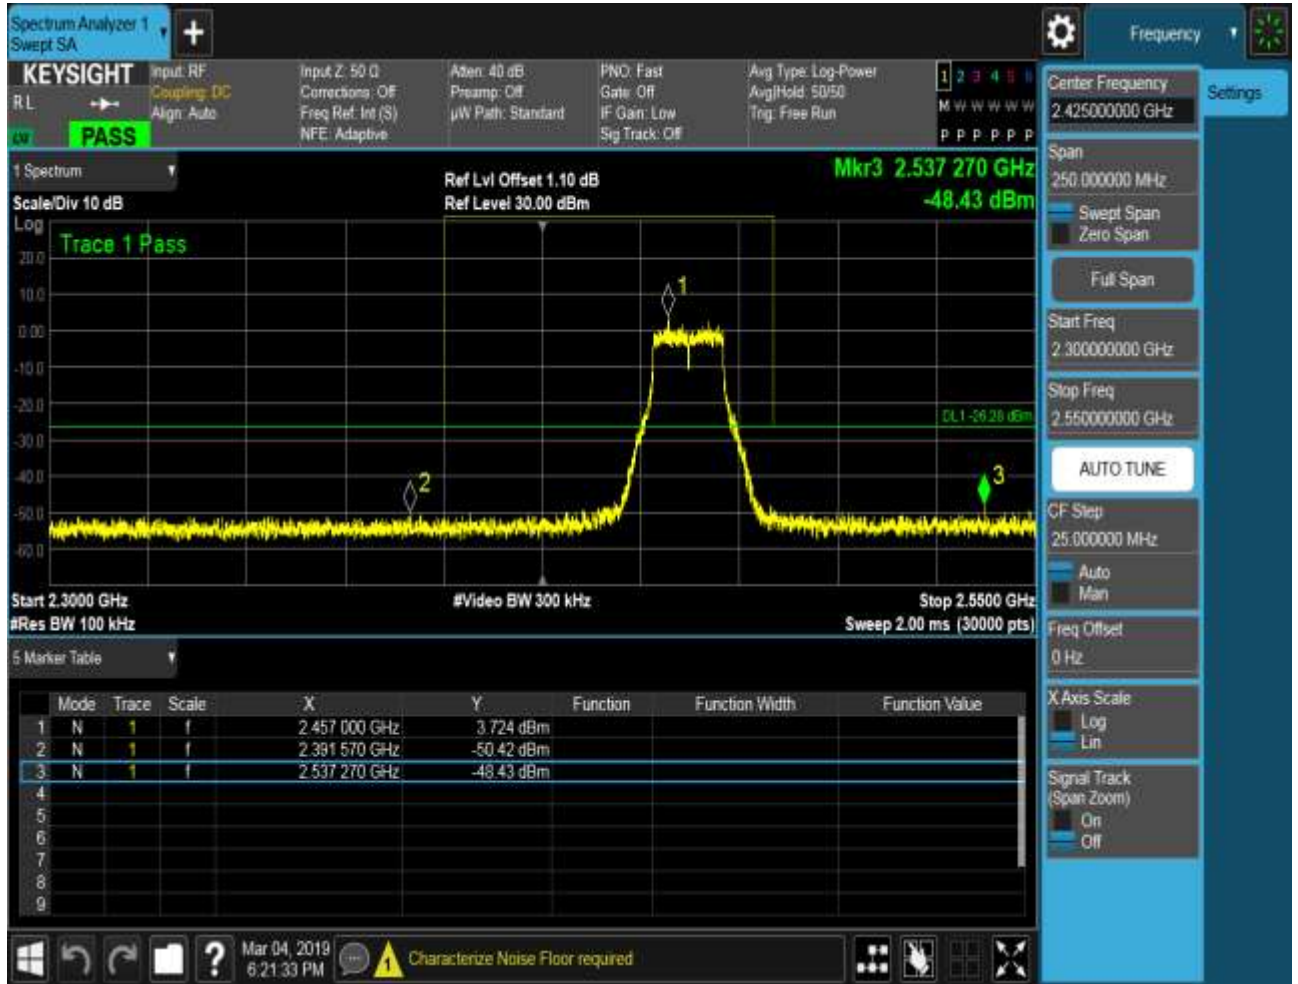 Spectrum Analyzer 1
Swept SA
Frequency
KEYSIGHT
R L
PASS
Input: RF
Coupling: DC
Align: Auto
Input Z: 50 Ω
Corrections: Off
Freq Ref: Int (S)
NFE: Adaptive
Atten: 40 dB
Preamp: Off
µW Path: Standard
PNO: Fast
Gate: Off
IF Gain: Low
Sig Track: Off
Avg Type: Log-Power
Avg|Hold: 50/50
Trig: Free Run
1 2 3 4 5 6
M W W W W W
P P P P P P
1 Spectrum
Scale/Div 10 dB
Ref Lvl Offset 1.10 dB
Ref Level 30.00 dBm
Mkr3 2.537 270 GHz
-48.43 dBm
Log
Trace 1 Pass
20.0
10.0
0.00
-10.0
-20.0
-30.0
-40.0
-50.0
-60.0
1
2
3
DL1 -26.28 dBm
Start 2.3000 GHz
#Res BW 100 kHz
#Video BW 300 kHz
Stop 2.5500 GHz
Sweep 2.00 ms (30000 pts)
5 Marker Table
Mode Trace Scale X Y Function Function Width Function Value
1 N 1 f 2.457 000 GHz 3.724 dBm
2 N 1 f 2.391 570 GHz -50.42 dBm
3 N 1 f 2.537 270 GHz -48.43 dBm
4
5
6
7
8
9
Mar 04, 2019
6:21:33 PM
?
1
Characterize Noise Floor required
Settings
Center Frequency
2.425000000 GHz
Span
250.000000 MHz
Swept Span
Zero Span
Full Span
Start Freq
2.300000000 GHz
Stop Freq
2.550000000 GHz
AUTO TUNE
CF Step
25.000000 MHz
Auto
Man
Freq Offset
0 Hz
X Axis Scale
Log
Lin
Signal Track
(Span Zoom)
On
Off